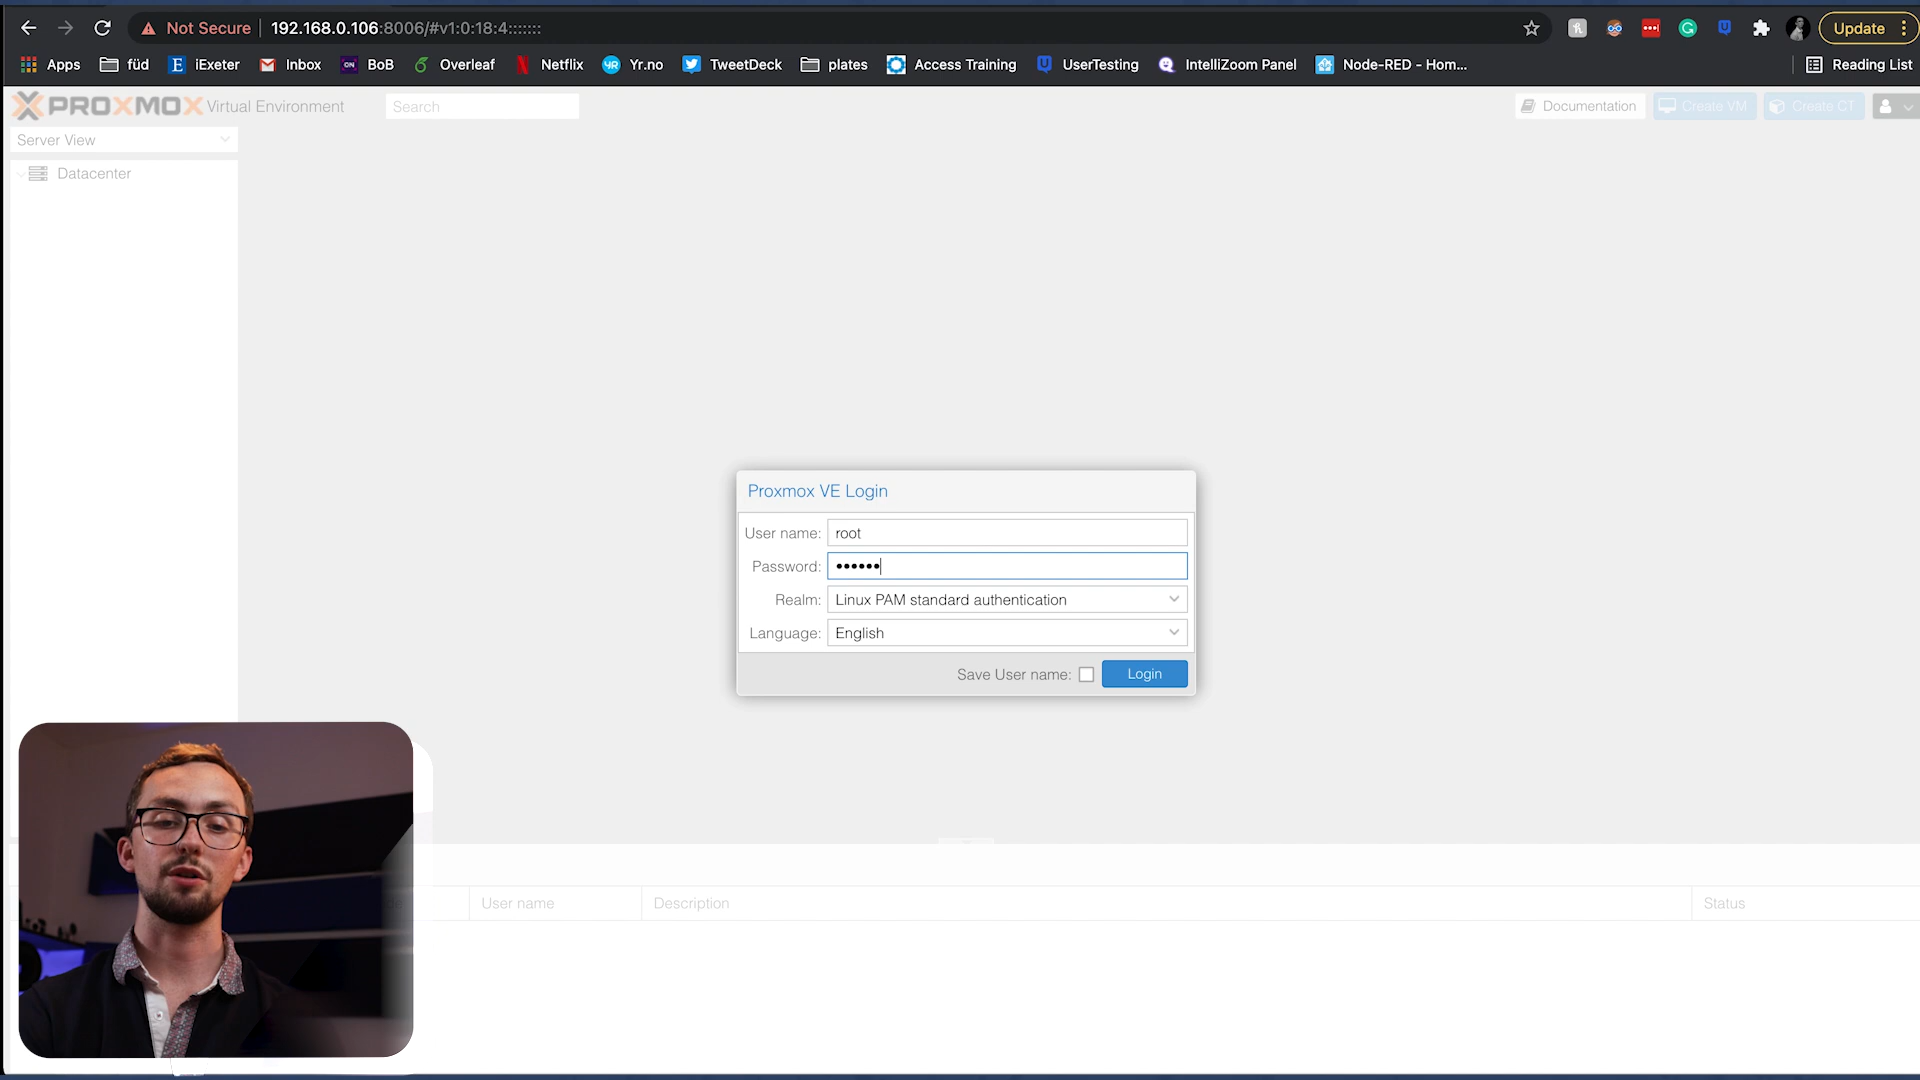 Not Secure 192.168.0.106:8006/#v1:0:18:4:::::::
Update
Apps füd iExeter Inbox BoB Overleaf Netflix Yr.no TweetDeck plates Access Training UserTesting IntelliZoom Panel Node-RED - Hom... Reading List
PROXMOX Virtual Environment Search Documentation Create VM Create CT
Server View
Datacenter
Proxmox VE Login
User name: root
Password: ••••••
Realm: Linux PAM standard authentication
Language: English
Save User name: Login
User name Description Status